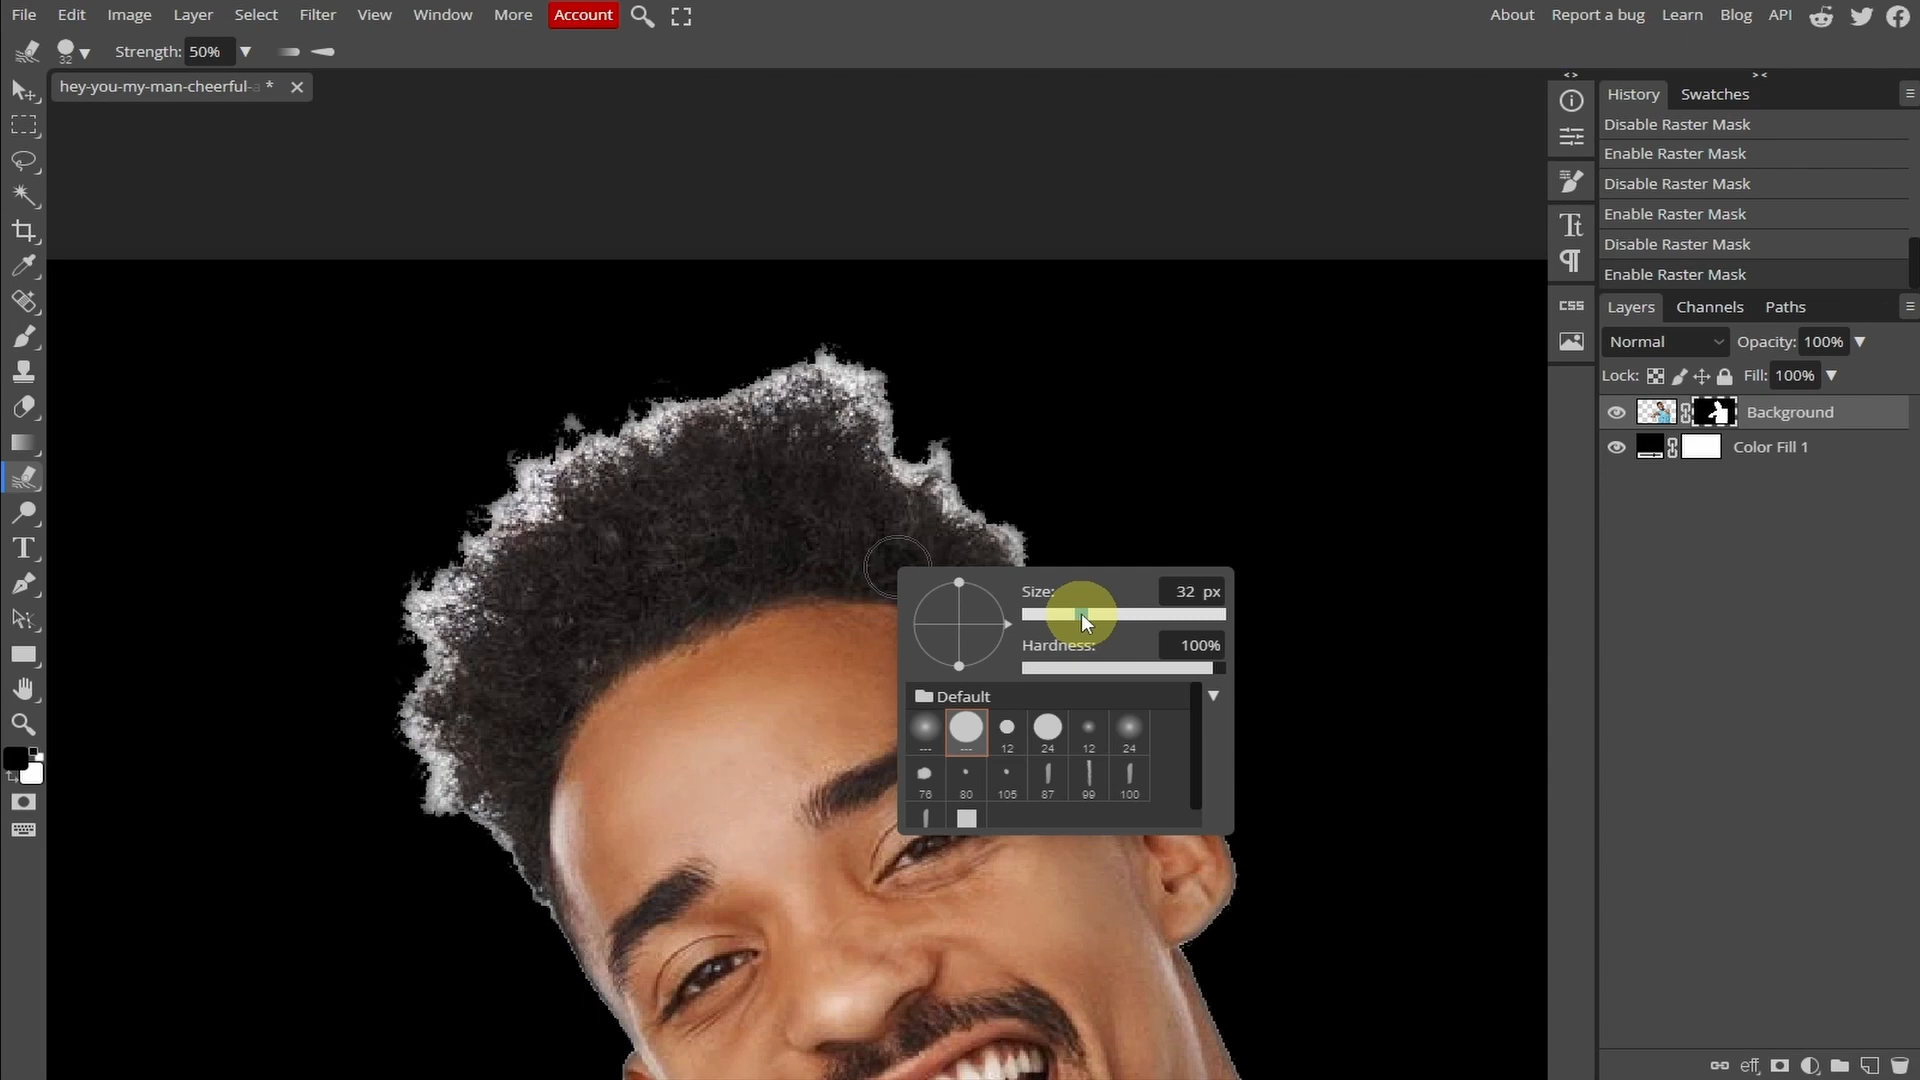 File Edit Image Layer Select Filter View Window More Account About Report a bug Learn Blog API
32 Strength: 50%
hey-you-my-man-cheerful-a *
History Swatches
Disable Raster Mask
Enable Raster Mask
Disable Raster Mask
Enable Raster Mask
Disable Raster Mask
Enable Raster Mask
CSS
Layers Channels Paths
Normal Opacity: 100%
Lock: Fill: 100%
Background
Color Fill 1
Size: 32 px
Hardness: 100%
Default
--- --- 12 24 12 24
76 80 105 87 99 100
eff